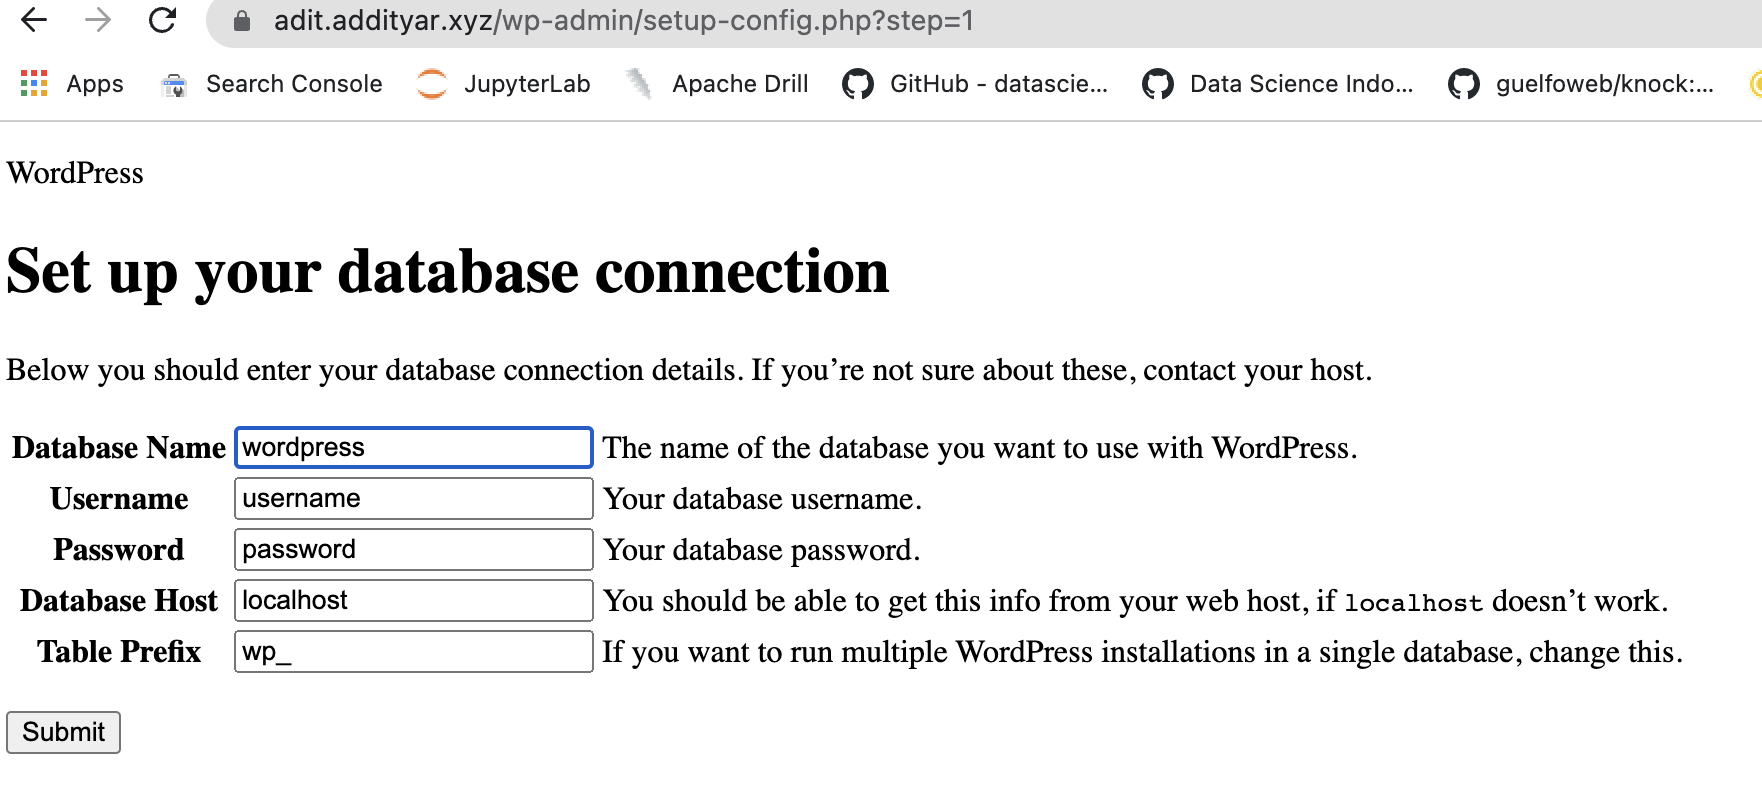 adit.addityar.xyz/wp-admin/setup-config.php?step=1
Apps Search Console JupyterLab Apache Drill GitHub - datascie... Data Science Indo... guelfoweb/knock:...
WordPress
Set up your database connection
Below you should enter your database connection details. If you’re not sure about these, contact your host.
Database Name wordpress The name of the database you want to use with WordPress.
Username username Your database username.
Password password Your database password.
Database Host localhost You should be able to get this info from your web host, if localhost doesn’t work.
Table Prefix wp_ If you want to run multiple WordPress installations in a single database, change this.
Submit